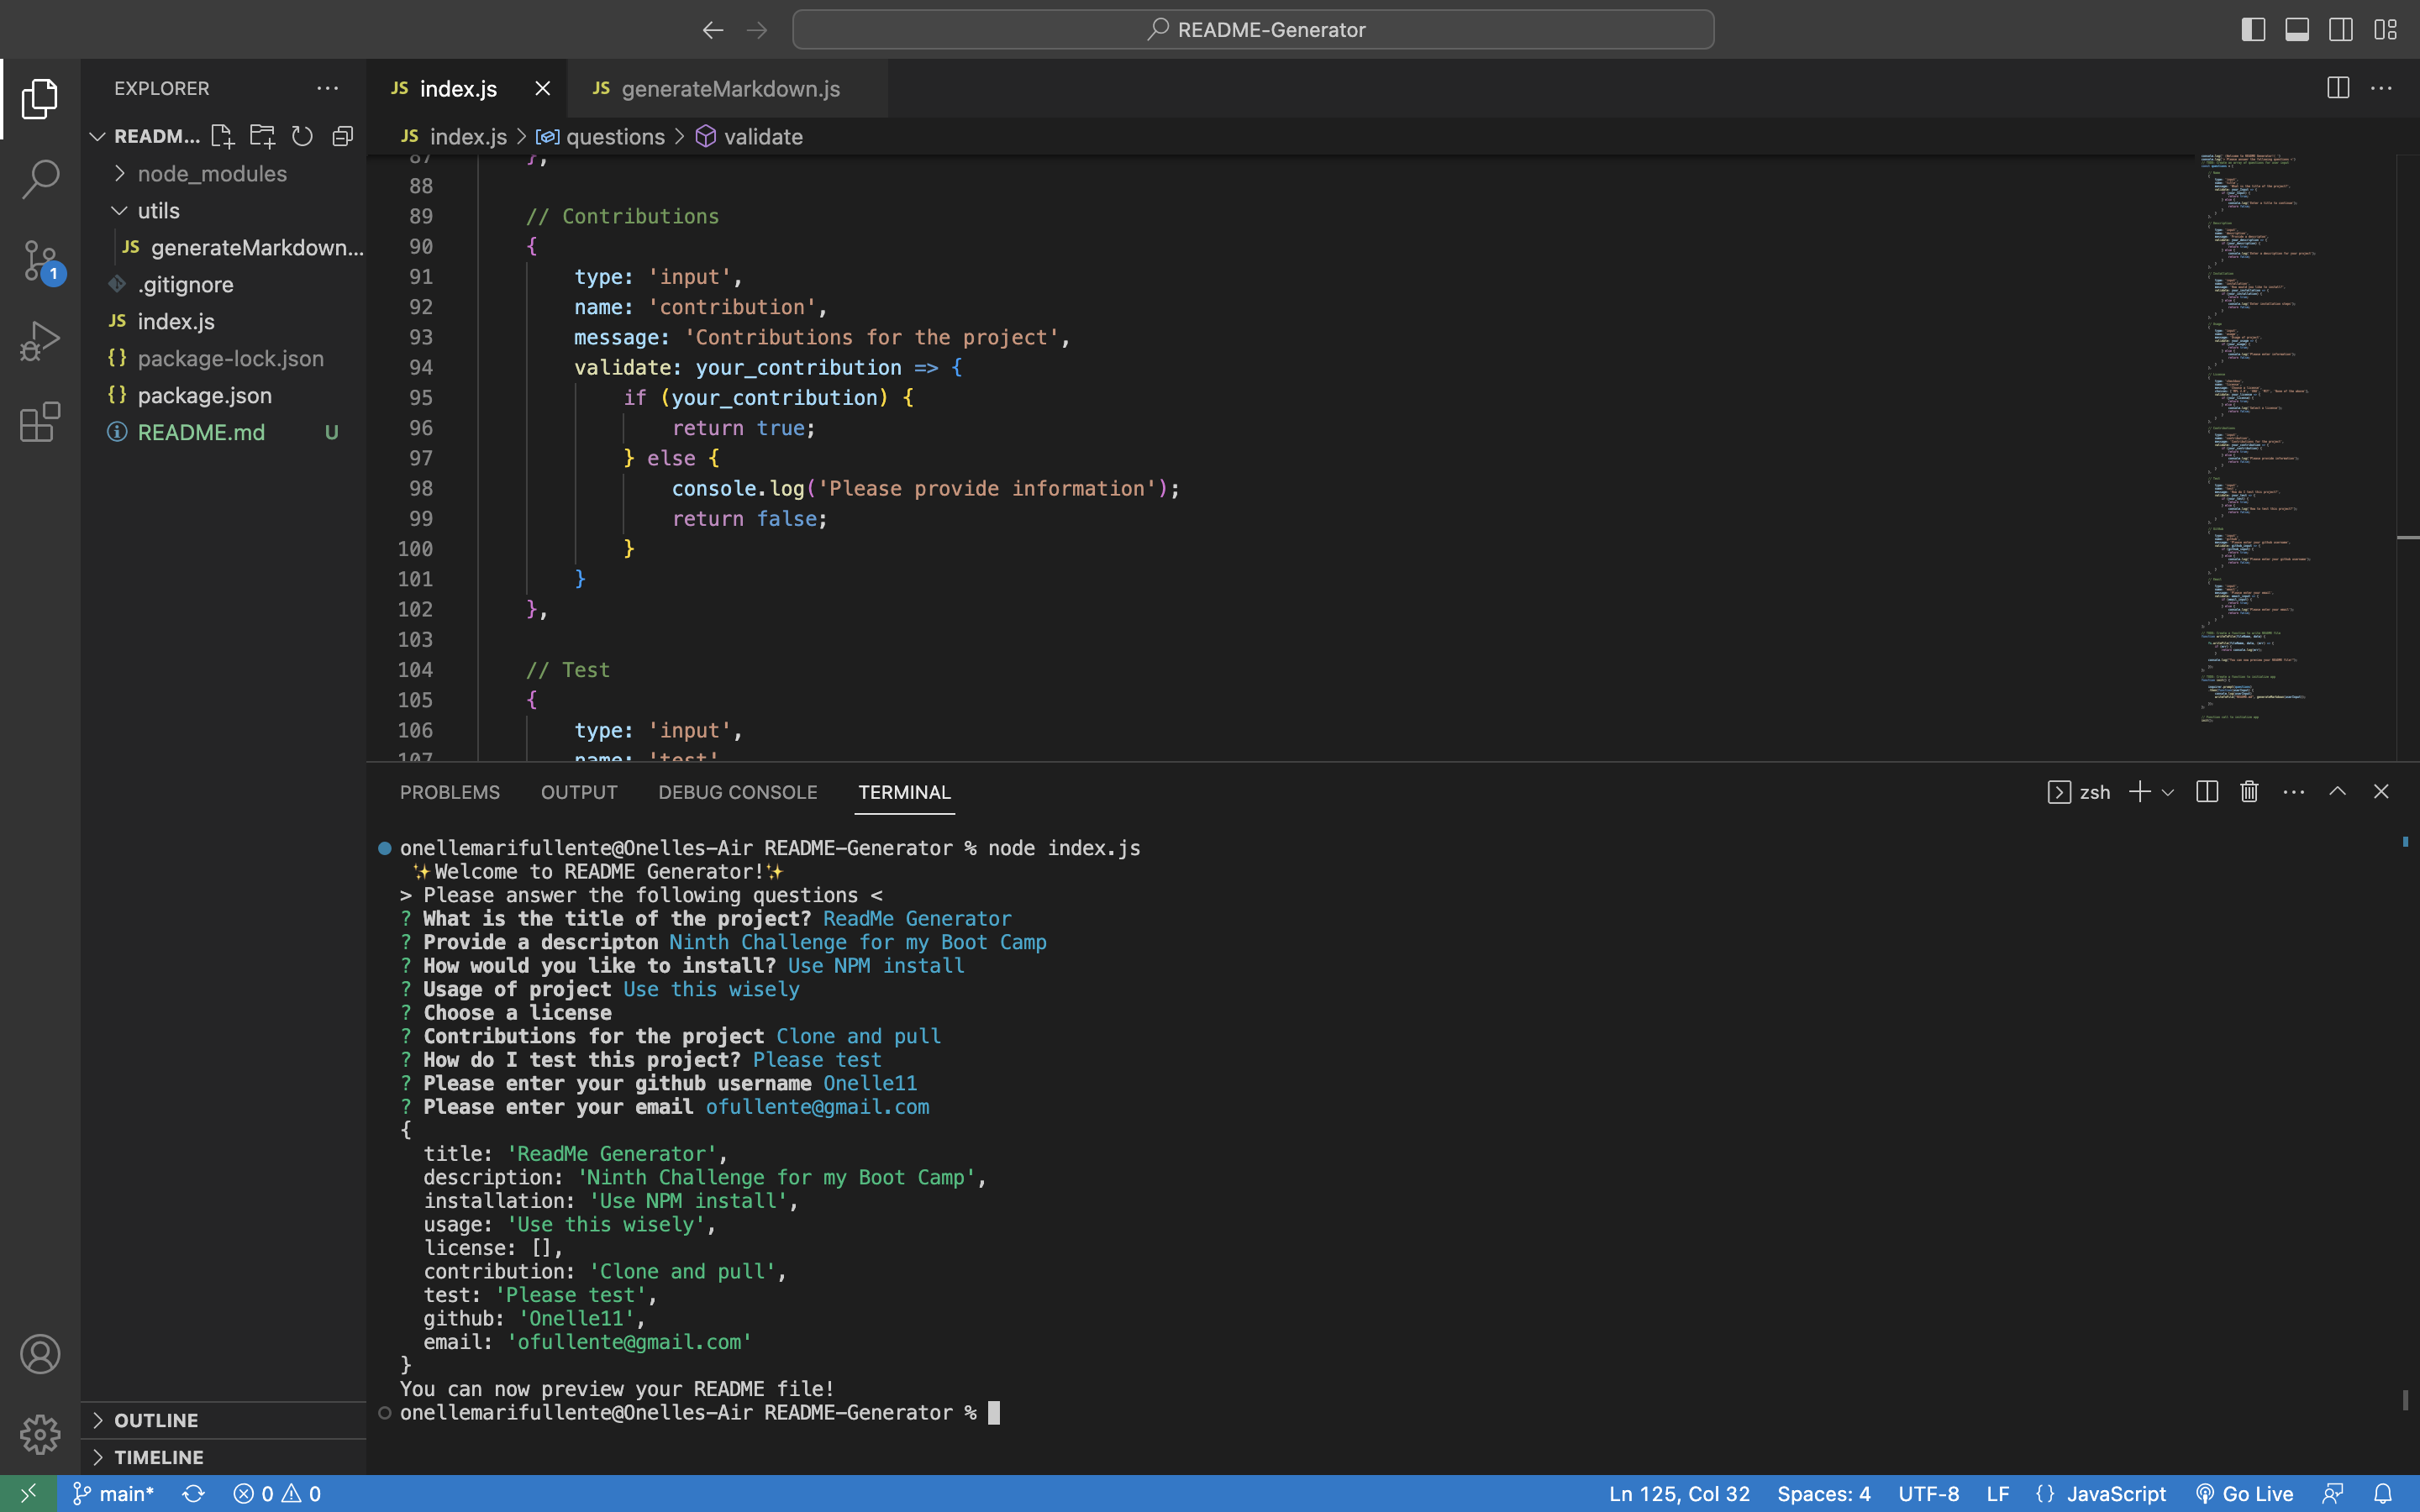 README-Generator
EXPLORER
READM...
node_modules
utils
JS generateMarkdown...
.gitignore
JS index.js
{} package-lock.json
{} package.json
README.md U
1
OUTLINE
TIMELINE
JS index.js
JS generateMarkdown.js
JS index.js > questions > validate
87 },
88
89 // Contributions
90 {
91 type: 'input',
92 name: 'contribution',
93 message: 'Contributions for the project',
94 validate: your_contribution => {
95 if (your_contribution) {
96 return true;
97 } else {
98 console.log('Please provide information');
99 return false;
100 }
101 }
102 },
103
104 // Test
105 {
106 type: 'input',
107 name: 'test'
PROBLEMS OUTPUT DEBUG CONSOLE TERMINAL
zsh
onellemarifullente@Onelles-Air README-Generator % node index.js
✨Welcome to README Generator!✨
> Please answer the following questions <
? What is the title of the project? ReadMe Generator
? Provide a descripton Ninth Challenge for my Boot Camp
? How would you like to install? Use NPM install
? Usage of project Use this wisely
? Choose a license
? Contributions for the project Clone and pull
? How do I test this project? Please test
? Please enter your github username Onelle11
? Please enter your email ofullente@gmail.com
{
title: 'ReadMe Generator',
description: 'Ninth Challenge for my Boot Camp',
installation: 'Use NPM install',
usage: 'Use this wisely',
license: [],
contribution: 'Clone and pull',
test: 'Please test',
github: 'Onelle11',
email: 'ofullente@gmail.com'
}
You can now preview your README file!
onellemarifullente@Onelles-Air README-Generator %
main* 0 0
Ln 125, Col 32 Spaces: 4 UTF-8 LF {} JavaScript Go Live